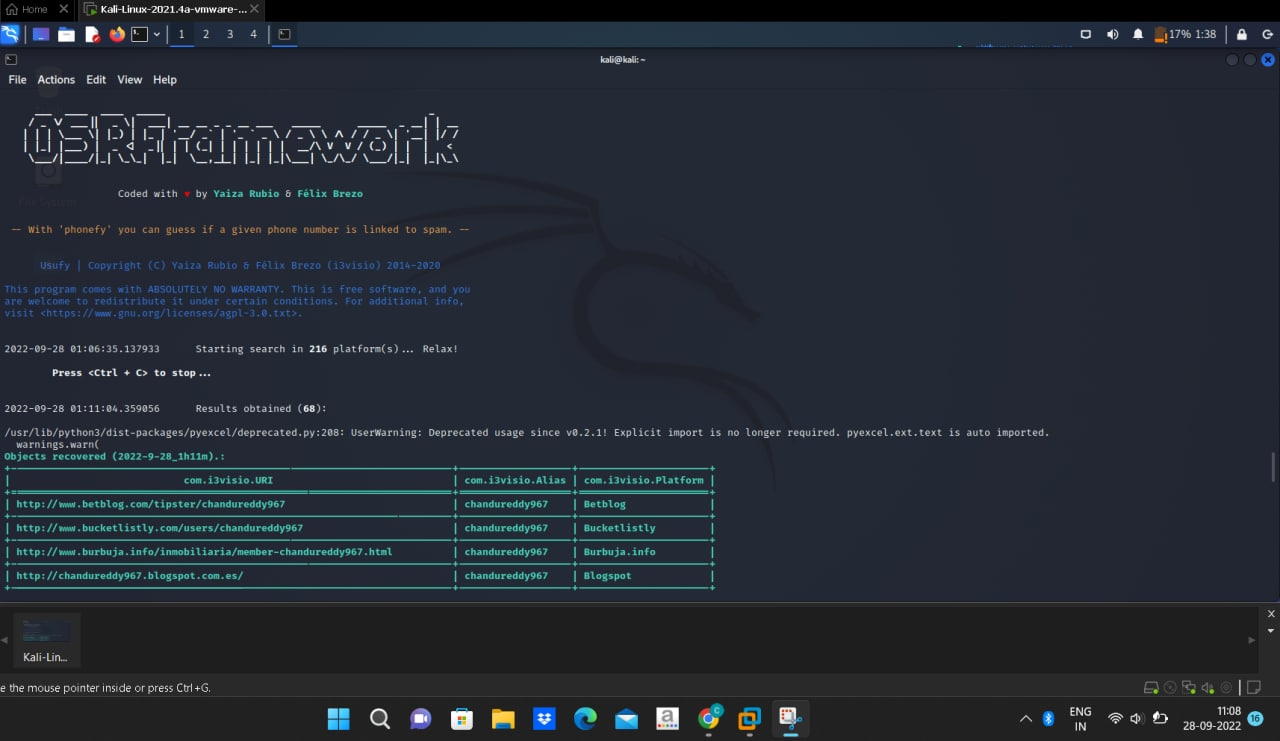 Home
Kali-Linux-2021.4a-vmware-...
1 2 3 4
17% 1:38
kali@kali: ~
File Actions Edit View Help
OSRFramework
Coded with ♥ by Yaiza Rubio & Félix Brezo
-- With 'phonefy' you can guess if a given phone number is linked to spam. --
Usufy | Copyright (C) Yaiza Rubio & Félix Brezo (i3visio) 2014-2020
This program comes with ABSOLUTELY NO WARRANTY. This is free software, and you
are welcome to redistribute it under certain conditions. For additional info,
visit <https://www.gnu.org/licenses/agpl-3.0.txt>.
2022-09-28 01:06:35.137933 Starting search in 216 platform(s)... Relax!
Press <Ctrl + C> to stop...
2022-09-28 01:11:04.359056 Results obtained (68):
/usr/lib/python3/dist-packages/pyexcel/deprecated.py:208: UserWarning: Deprecated usage since v0.2.1! Explicit import is no longer required. pyexcel.ext.text is auto imported.
warnings.warn(
Objects recovered (2022-9-28_1h11m).:
com.i3visio.URI | com.i3visio.Alias | com.i3visio.Platform
http://www.betblog.com/tipster/chandureddy967 | chandureddy967 | Betblog
http://www.bucketlistly.com/users/chandureddy967 | chandureddy967 | Bucketlistly
http://www.burbuja.info/inmobiliaria/member-chandureddy967.html | chandureddy967 | Burbuja.info
http://chandureddy967.blogspot.com.es/ | chandureddy967 | Blogspot
File System
Kali-Lin...
e the mouse pointer inside or press Ctrl+G.
ENG
IN
11:08
28-09-2022
16